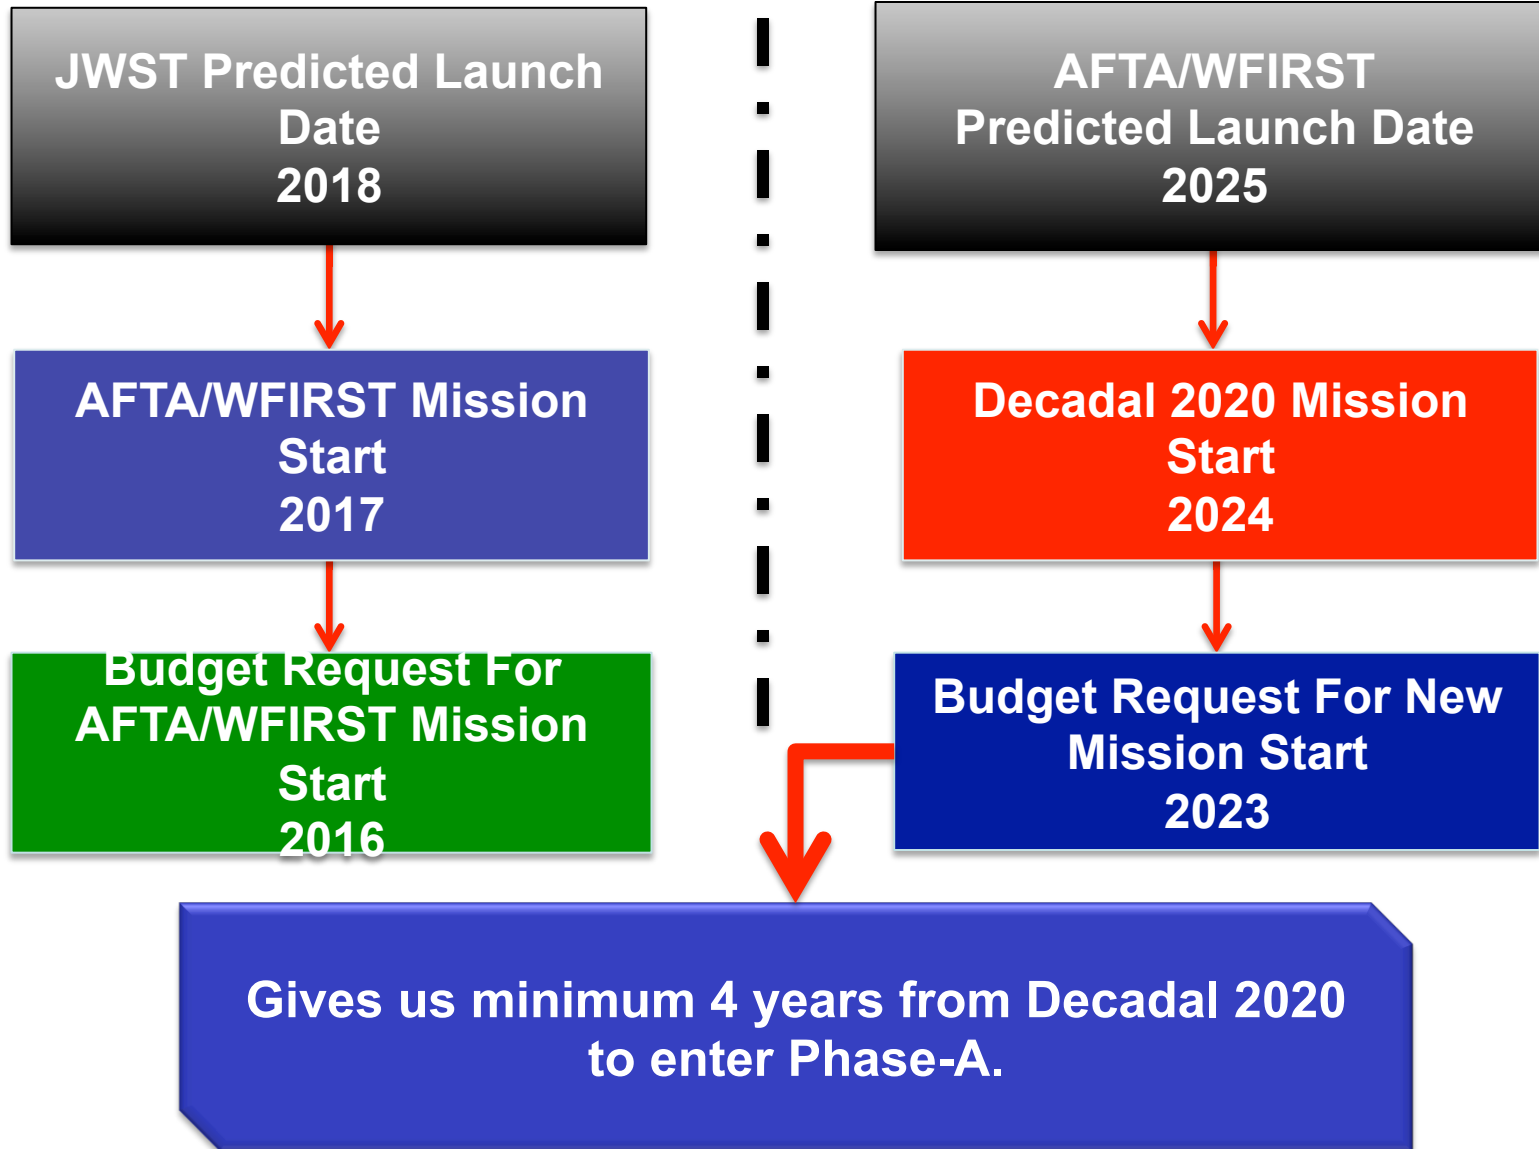 JWST Predicted Launch
Date
2018
AFTA/WFIRST Mission
Start
2017
Budget Request For
AFTA/WFIRST Mission
Start
2016
AFTA/WFIRST
Predicted Launch Date
2025
Decadal 2020 Mission
Start
2024
Budget Request For New
Mission Start
2023
Gives us minimum 4 years from Decadal 2020
to enter Phase-A.